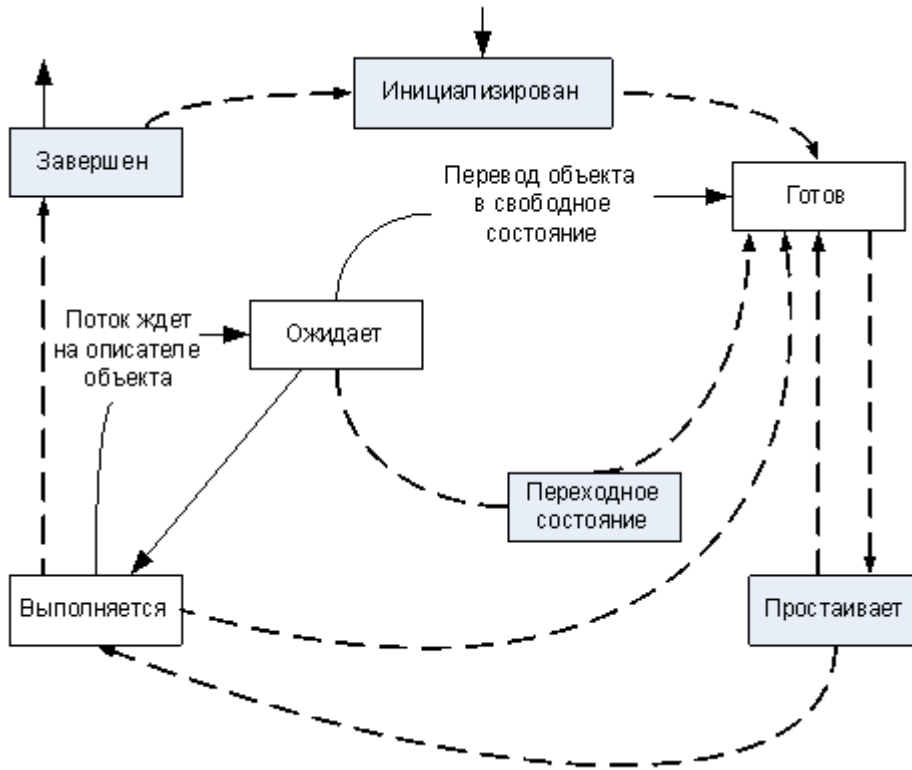 Инициализирован
Завершен
Перевод объекта
в свободное
состояние
Готов
Поток ждет
на описателе
объекта
Ожидает
Переходное
состояние
Выполняется
Простаивает